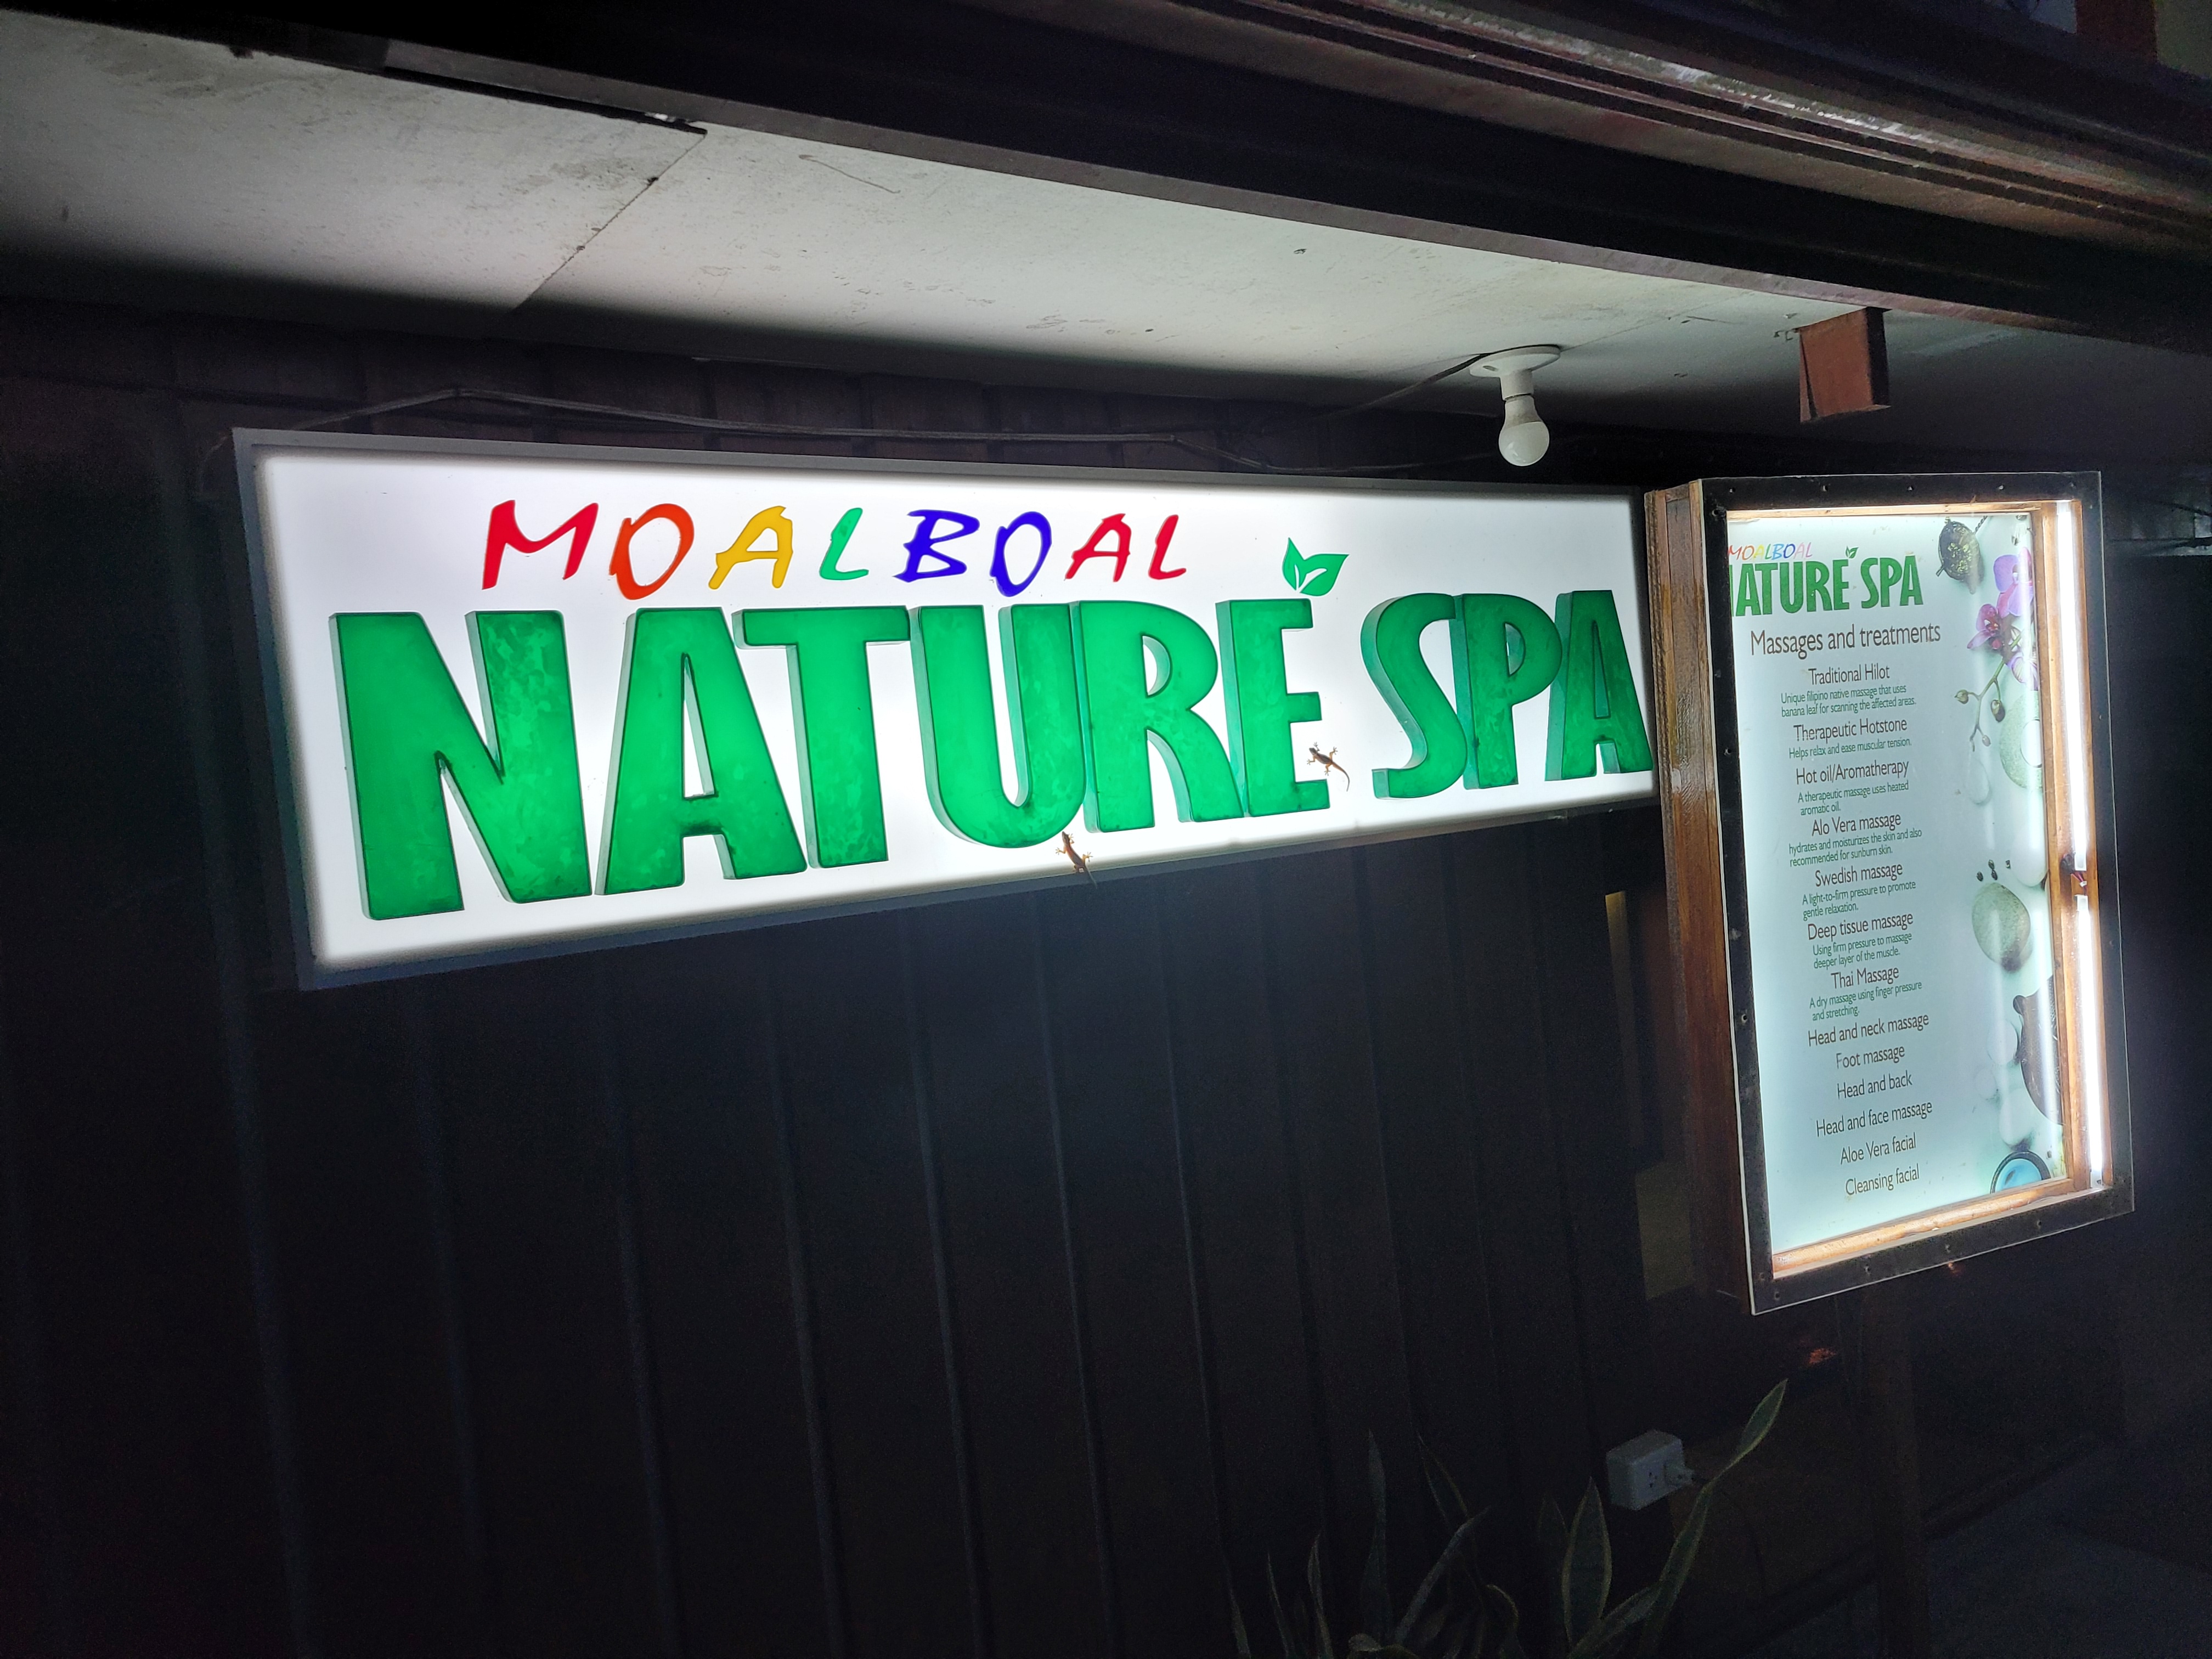 MOALBOAL
NATURE SPA
MOALBOAL
NATURE SPA
Massages and treatments
Traditional Hilot
Unique filipino native massage that uses
banana leaf for scanning the affected areas.
Therapeutic Hotstone
Helps relax and ease muscular tension.
Hot oil/Aromatherapy
A therapeutic massage uses heated
aromatic oil.
Alo Vera massage
hydrates and moisturizes the skin and also
recommended for sunburn skin.
Swedish massage
A light-to-firm pressure to promote
gentle relaxation.
Deep tissue massage
Using firm pressure to massage
deeper layer of the muscle.
Thai Massage
A dry massage using finger pressure
and stretching.
Head and neck massage
Foot massage
Head and back
Head and face massage
Aloe Vera facial
Cleansing facial